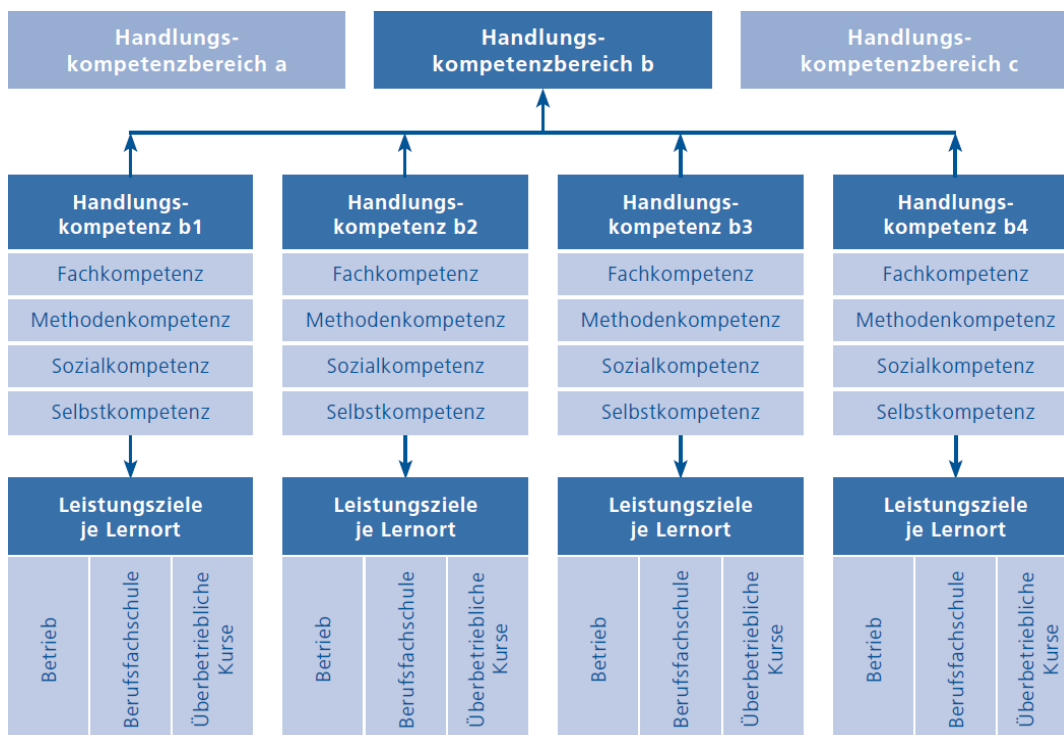 Handlungs-
kompetenzbereich a
Handlungs-
kompetenzbereich b
Handlungs-
kompetenzbereich c
Handlungs-
kompetenz b1
Fachkompetenz
Methodenkompetenz
Sozialkompetenz
Selbstkompetenz
Leistungsziele
je Lernort
Betrieb
Berufsfachschule
Überbetriebliche
Kurse
Handlungs-
kompetenz b2
Fachkompetenz
Methodenkompetenz
Sozialkompetenz
Selbstkompetenz
Leistungsziele
je Lernort
Betrieb
Berufsfachschule
Überbetriebliche
Kurse
Handlungs-
kompetenz b3
Fachkompetenz
Methodenkompetenz
Sozialkompetenz
Selbstkompetenz
Leistungsziele
je Lernort
Betrieb
Berufsfachschule
Überbetriebliche
Kurse
Handlungs-
kompetenz b4
Fachkompetenz
Methodenkompetenz
Sozialkompetenz
Selbstkompetenz
Leistungsziele
je Lernort
Betrieb
Berufsfachschule
Überbetriebliche
Kurse